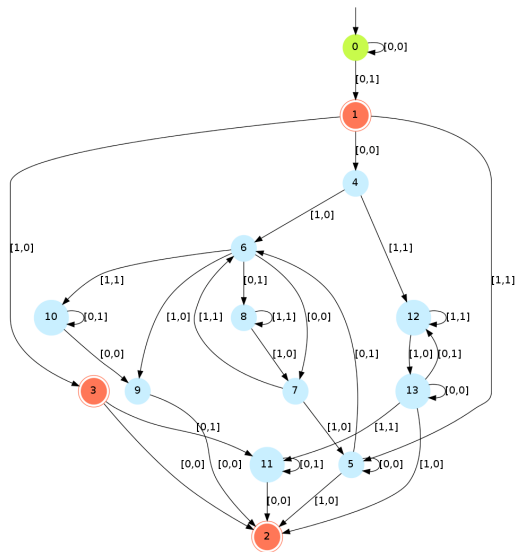 0 [0,0]
[0,1]
1
[0,0]
4
[1,0] [1,1]
6
[1,0] [1,1] [0,1] [1,1]
10 [0,1] 8 [1,1] [1,0] [1,1] [0,0] 12 [1,1]
[0,0] [1,0] [0,1] [1,0] [0,1]
3 9 7 13 [0,0]
[0,1] [1,0] [1,1]
[0,0] [0,0] 11 [0,1] 5 [0,0] [1,0]
[0,0] [1,0]
2